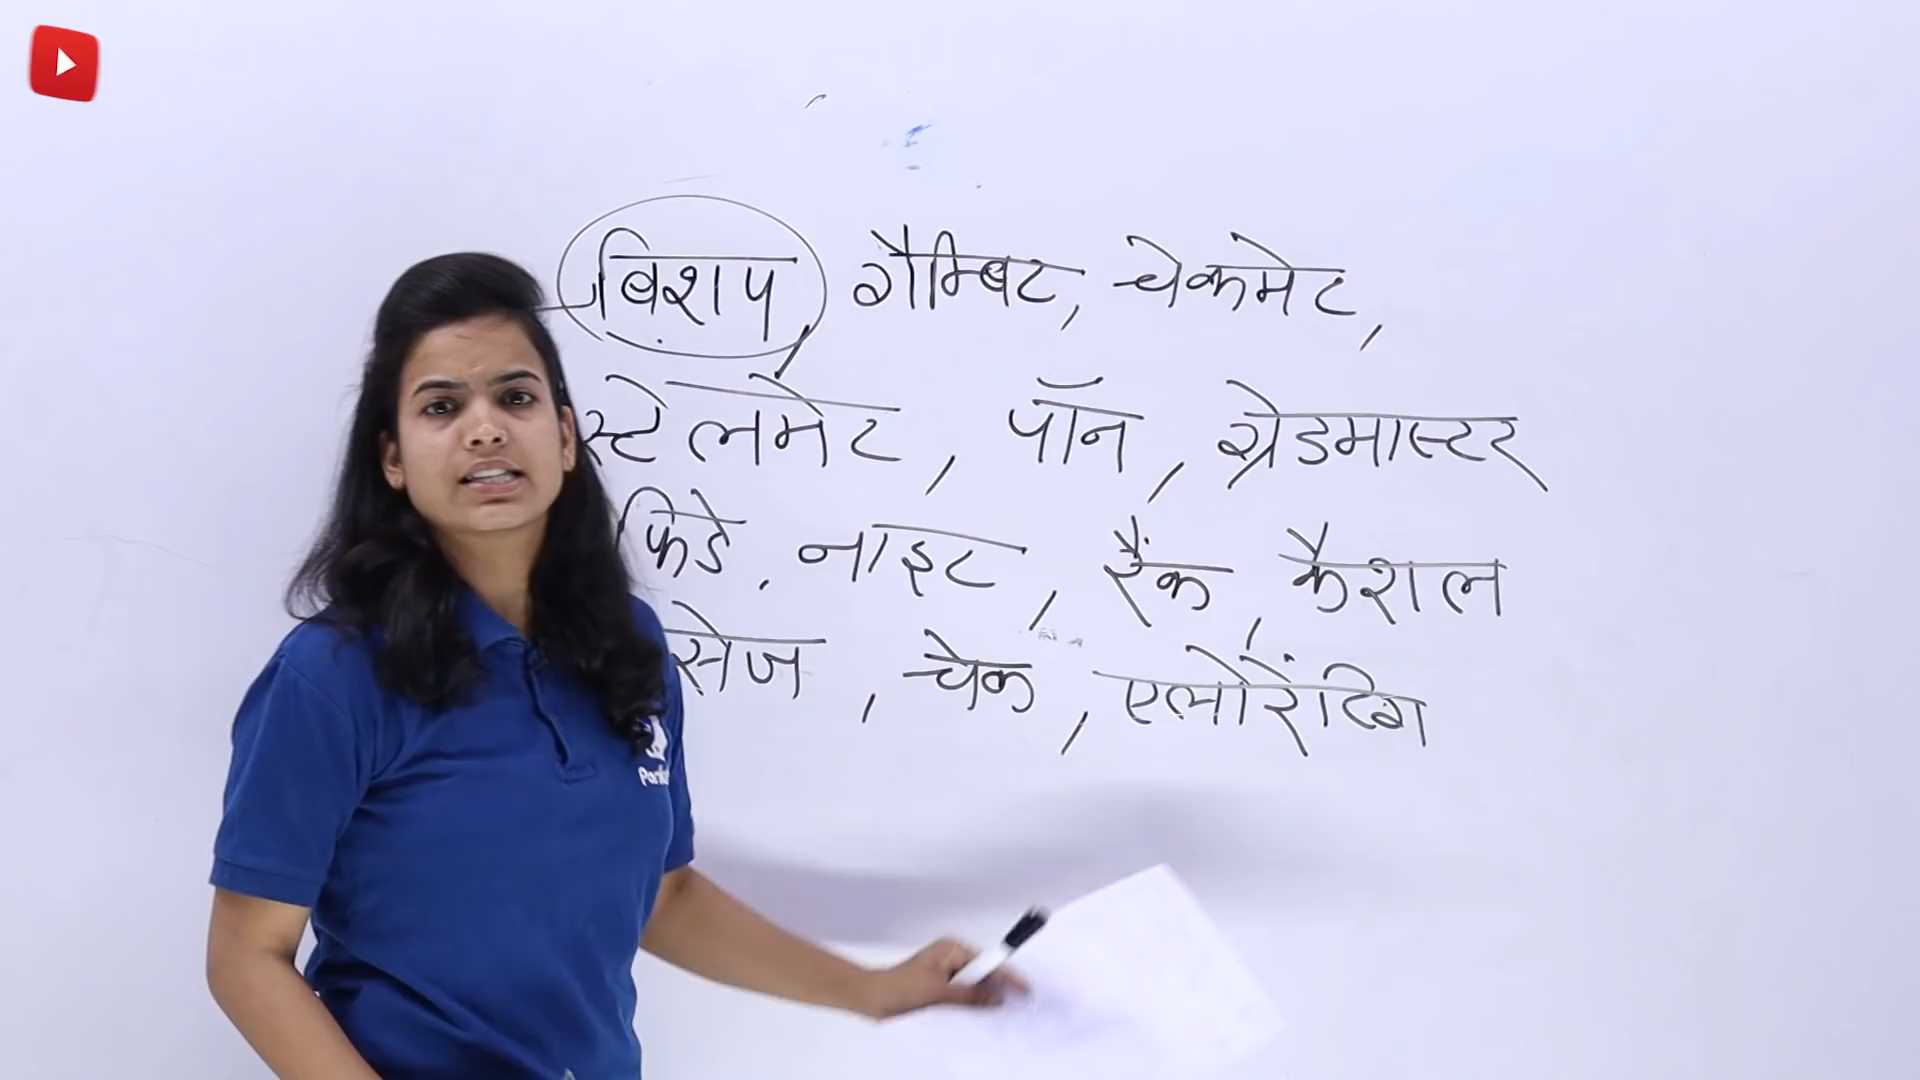 बिशप, गैम्बिट, चेकमेट,
स्टेलमेट, पॉन, ग्रेडमास्टर
फिडे, नाइट, रैंक, कैशल
सेज, चेक, एलोरेंटिग